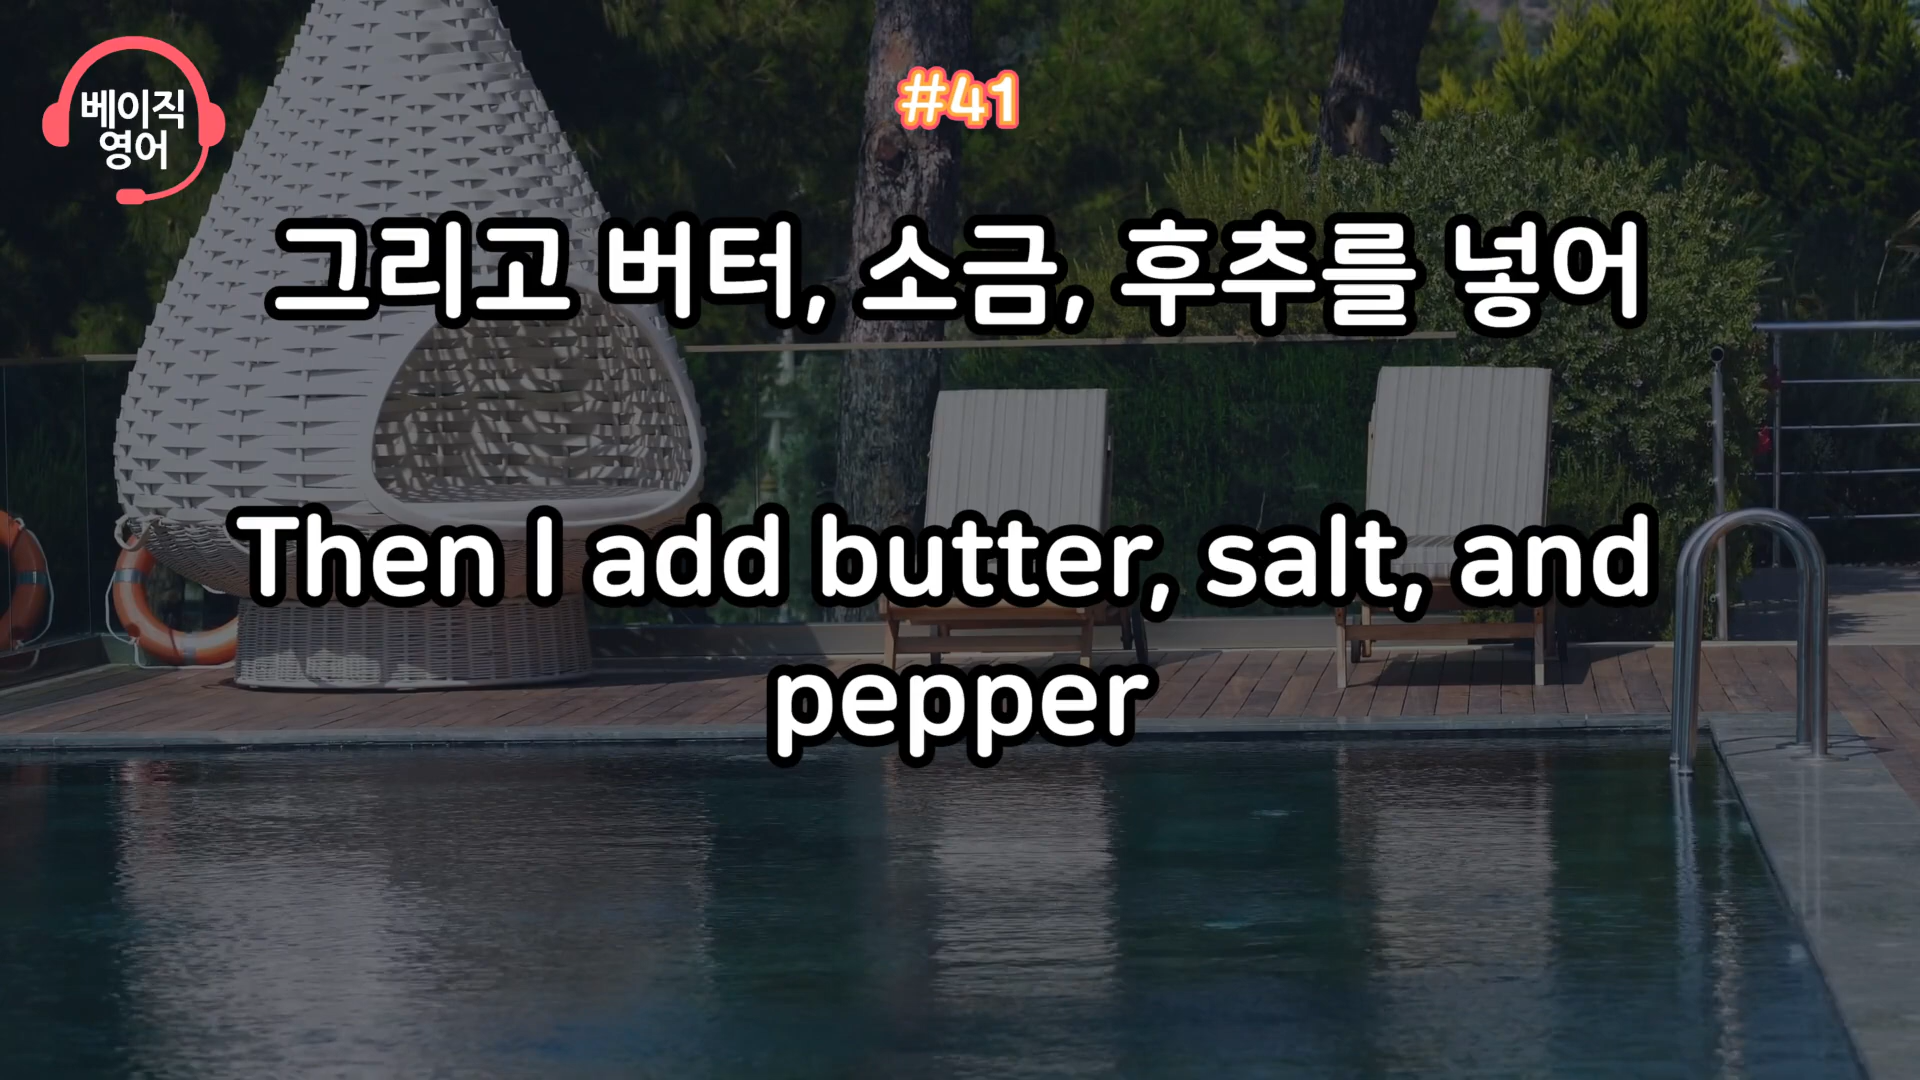 베이직
영어
#41
그리고 버터, 소금, 후추를 넣어
Then I add butter, salt, and
pepper